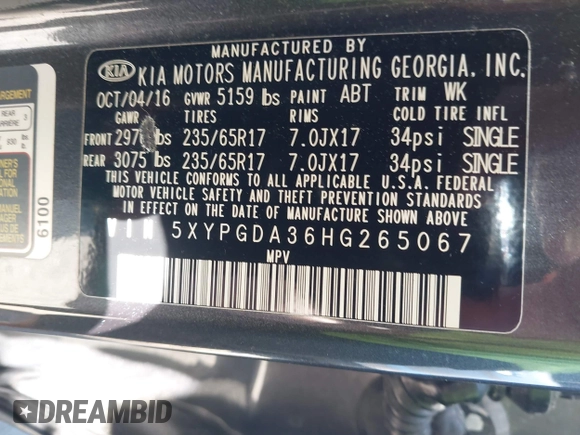 MANUFACTURED BY
KIA KIA MOTORS MANUFACTURING GEORGIA, INC.
OCT/04/16 GVWR 5159 lbs PAINT ABT TRIM WK
GAWR TIRES RIMS COLD TIRE INFL
FRONT lbs 235/65R17 7.0JX17 34psi SINGLE
REAR 3075 lbs 235/65R17 7.0JX17 34psi SINGLE
THIS VEHICLE CONFORMS TO ALL APPLICABLE U.S.A. FEDERAL
MOTOR VEHICLE SAFETY AND THEFT PREVENTION STANDARDS
IN EFFECT ON THE DATE OF MANUFACTURE SHOWN ABOVE
VIN 5XYPGDA36HG265067
MPV
6100
DREAMBID